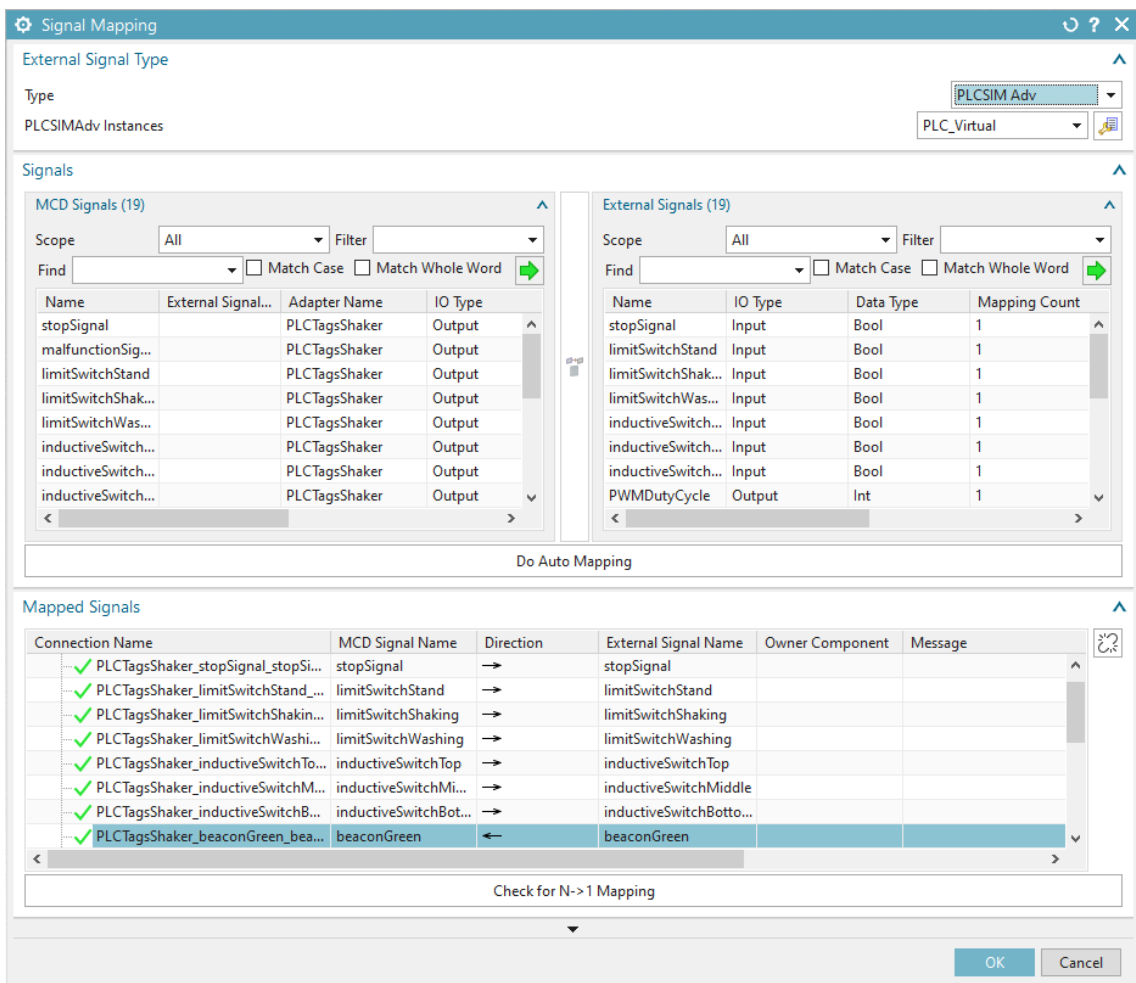 Signal Mapping
External Signal Type
Type PLCSIM Adv
PLCSIMAdv Instances PLC_Virtual
Signals
MCD Signals (19) External Signals (19)
Scope All Filter Scope All Filter
Find Match Case Match Whole Word Find Match Case Match Whole Word
Name External Signal... Adapter Name IO Type Name IO Type Data Type Mapping Count
stopSignal PLCTagsShaker Output stopSignal Input Bool 1
malfunctionSig... PLCTagsShaker Output limitSwitchStand Input Bool 1
limitSwitchStand PLCTagsShaker Output limitSwitchShak... Input Bool 1
limitSwitchShak... PLCTagsShaker Output limitSwitchWas... Input Bool 1
limitSwitchWas... PLCTagsShaker Output inductiveSwitch... Input Bool 1
inductiveSwitch... PLCTagsShaker Output inductiveSwitch... Input Bool 1
inductiveSwitch... PLCTagsShaker Output inductiveSwitch... Input Bool 1
inductiveSwitch... PLCTagsShaker Output PWMDutyCycle Output Int 1
Do Auto Mapping
Mapped Signals
Connection Name MCD Signal Name Direction External Signal Name Owner Component Message
PLCTagsShaker_stopSignal_stopSi... stopSignal → stopSignal
PLCTagsShaker_limitSwitchStand_... limitSwitchStand → limitSwitchStand
PLCTagsShaker_limitSwitchShakin... limitSwitchShaking → limitSwitchShaking
PLCTagsShaker_limitSwitchWashi... limitSwitchWashing → limitSwitchWashing
PLCTagsShaker_inductiveSwitchTo... inductiveSwitchTop → inductiveSwitchTop
PLCTagsShaker_inductiveSwitchM... inductiveSwitchMi... → inductiveSwitchMiddle
PLCTagsShaker_inductiveSwitchB... inductiveSwitchBot... → inductiveSwitchBotto...
PLCTagsShaker_beaconGreen_bea... beaconGreen ← beaconGreen
Check for N->1 Mapping
OK Cancel